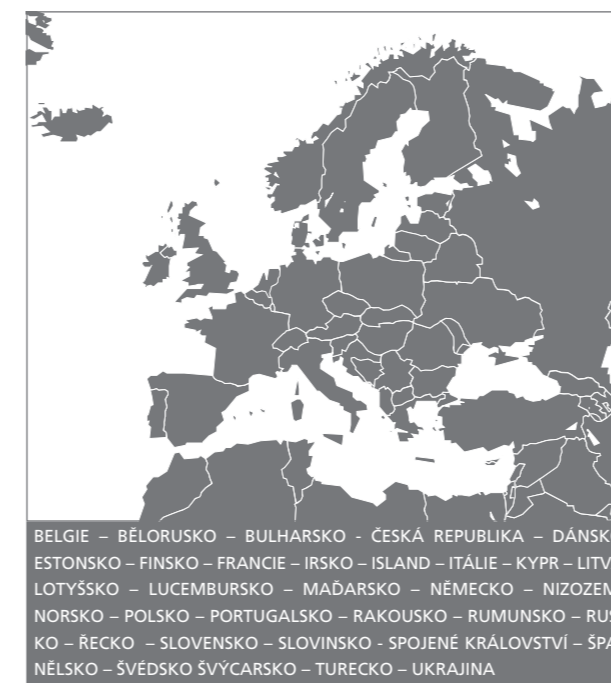 BELGIE – BĚLORUSKO – BULHARSKO - ČESKÁ REPUBLIKA – DÁNSKO
ESTONSKO – FINSKO – FRANCIE – IRSKO – ISLAND – ITÁLIE – KYPR – LITV
LOTYŠSKO – LUCEMBURSKO – MAĎARSKO – NĚMECKO – NIZOZEM
NORSKO – POLSKO – PORTUGALSKO – RAKOUSKO – RUMUNSKO – RUS
KO – ŘECKO – SLOVENSKO – SLOVINSKO - SPOJENÉ KRÁLOVSTVÍ – ŠPA
NĚLSKO – ŠVÉDSKO ŠVÝCARSKO – TURECKO – UKRAJINA